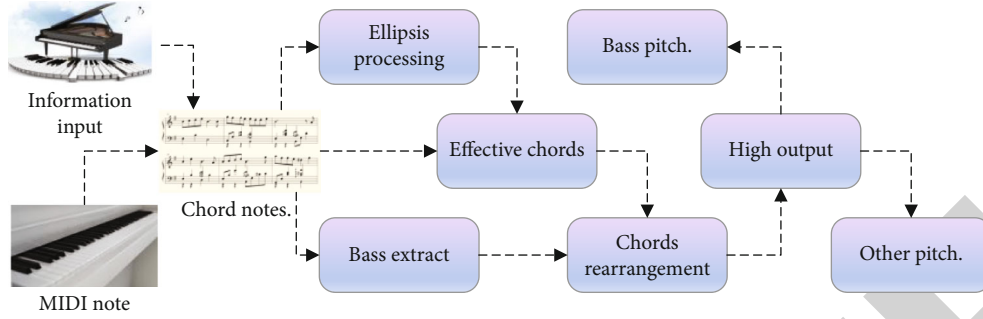 Information
input
MIDI note
Chord notes.
Ellipsis
processing
Effective chords
Bass extract
Chords
rearrangement
Bass pitch.
High output
Other pitch.